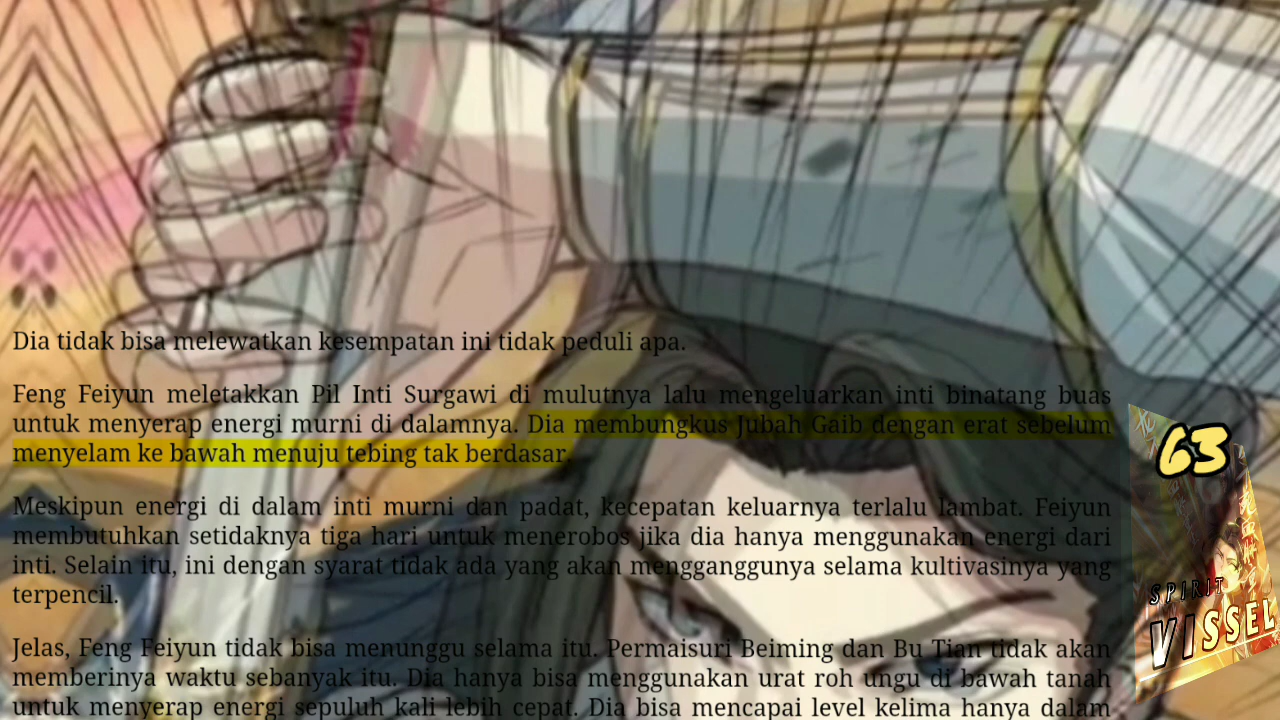 Dia tidak bisa melewatkan kesempatan ini tidak peduli apa.
Feng Feiyun meletakkan Pil Inti Surgawi di mulutnya lalu mengeluarkan inti binatang buas
untuk menyerap energi murni di dalamnya. Dia membungkus Jubah Gaib dengan erat sebelum
menyelam ke bawah menuju tebing tak berdasar.
Meskipun energi di dalam inti murni dan padat, kecepatan keluarnya terlalu lambat. Feiyun
membutuhkan setidaknya tiga hari untuk menerobos jika dia hanya menggunakan energi dari
inti. Selain itu, ini dengan syarat tidak ada yang akan mengganggunya selama kultivasinya yang
terpencil.
Jelas, Feng Feiyun tidak bisa menunggu selama itu. Permaisuri Beiming dan Bu Tian tidak akan
memberinya waktu sebanyak itu. Dia hanya bisa menggunakan urat roh ungu di bawah tanah
untuk menyerap energi sepuluh kali lebih cepat. Dia bisa mencapai level kelima hanya dalam
63
SPIRIT
VISSEL